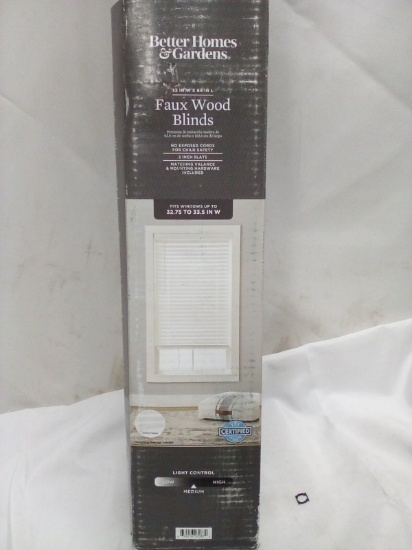 Better Homes
& Gardens
Faux Wood
Blinds
NO EXPOSED CORDS
FOR CHILD SAFETY
2 INCH SLATS
MATCHING VALANCE
& MOUNTING HARDWARE
INCLUDED
FITS WINDOWS UP TO
32.75 TO 33.5 IN W
CERTIFIED
LIGHT CONTROL
LOW
HIGH
MEDIUM